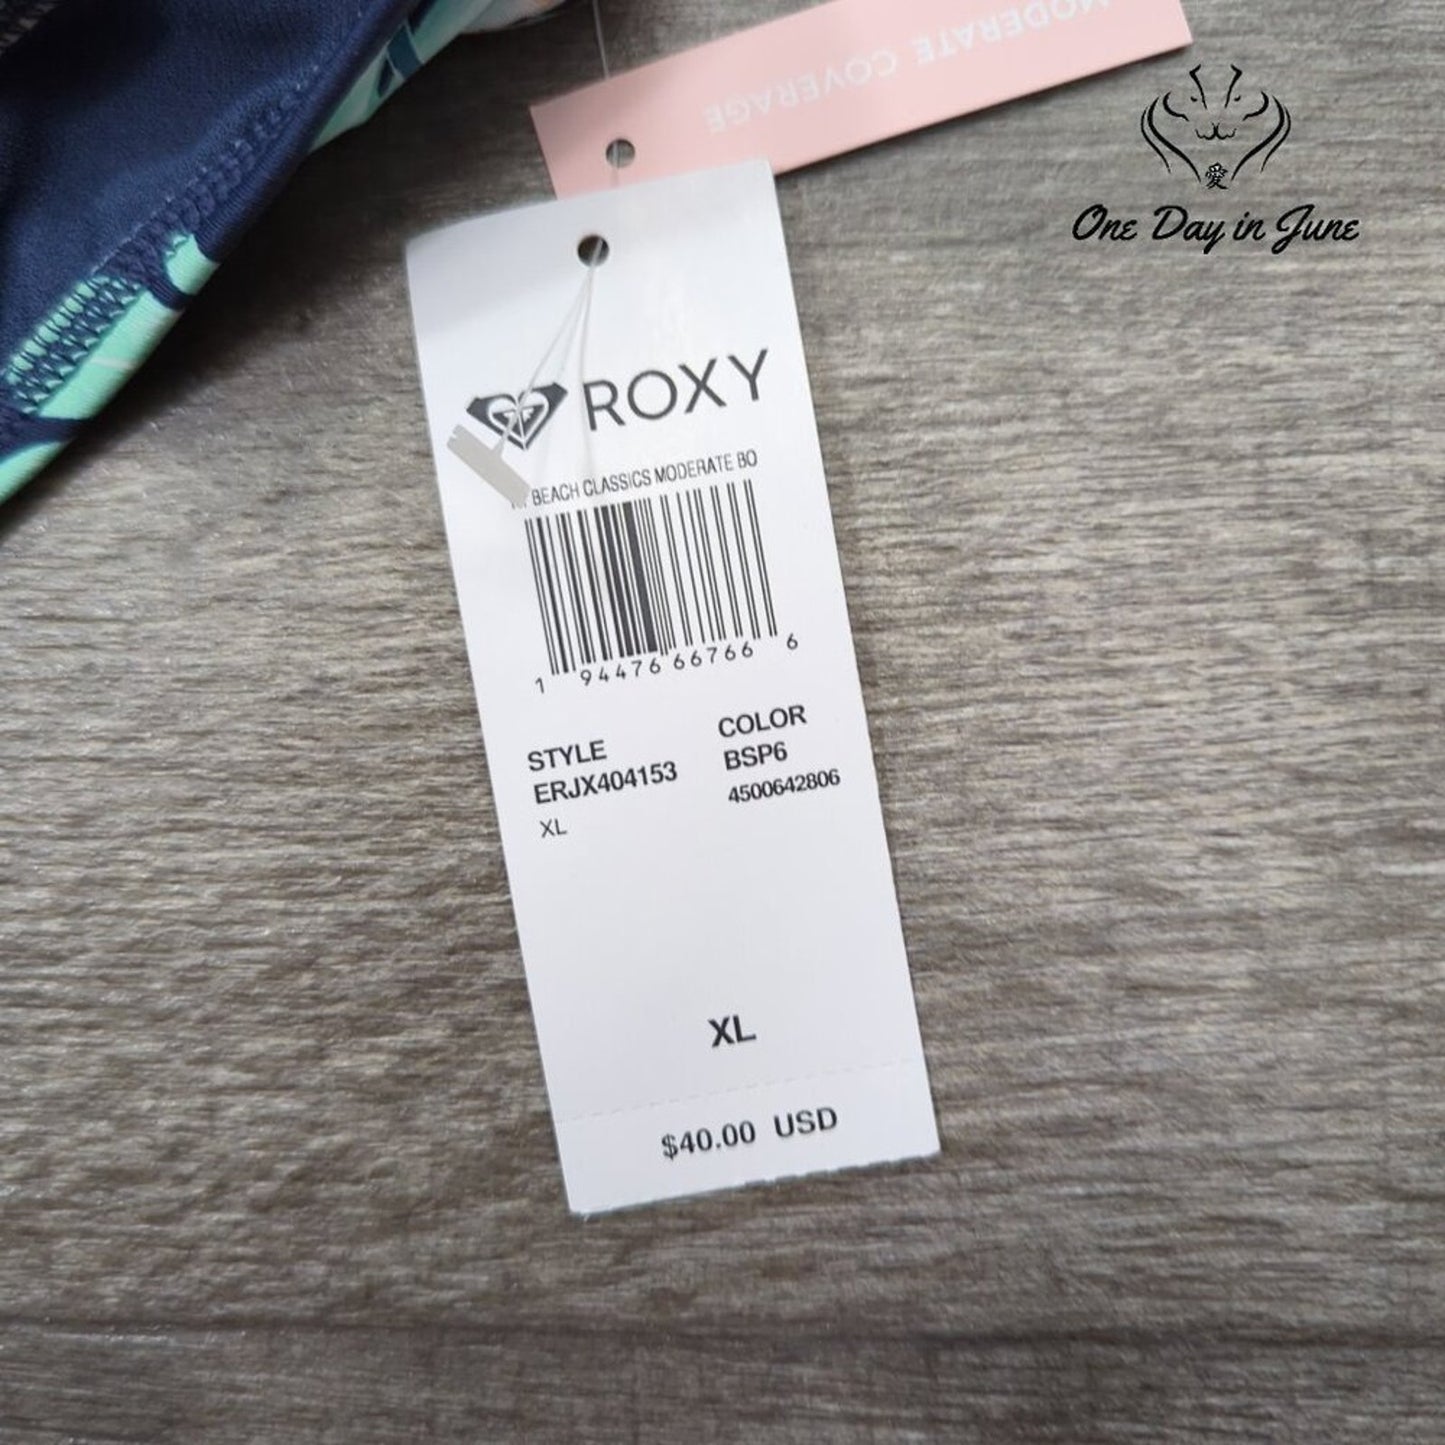 MODERATE COVERAGE
愛
One Day in June
ROXY
BEACH CLASSICS MODERATE BO
1 94476 66766 6
STYLE
ERJX404153
XL
COLOR
BSP6
4500642806
XL
$40.00 USD